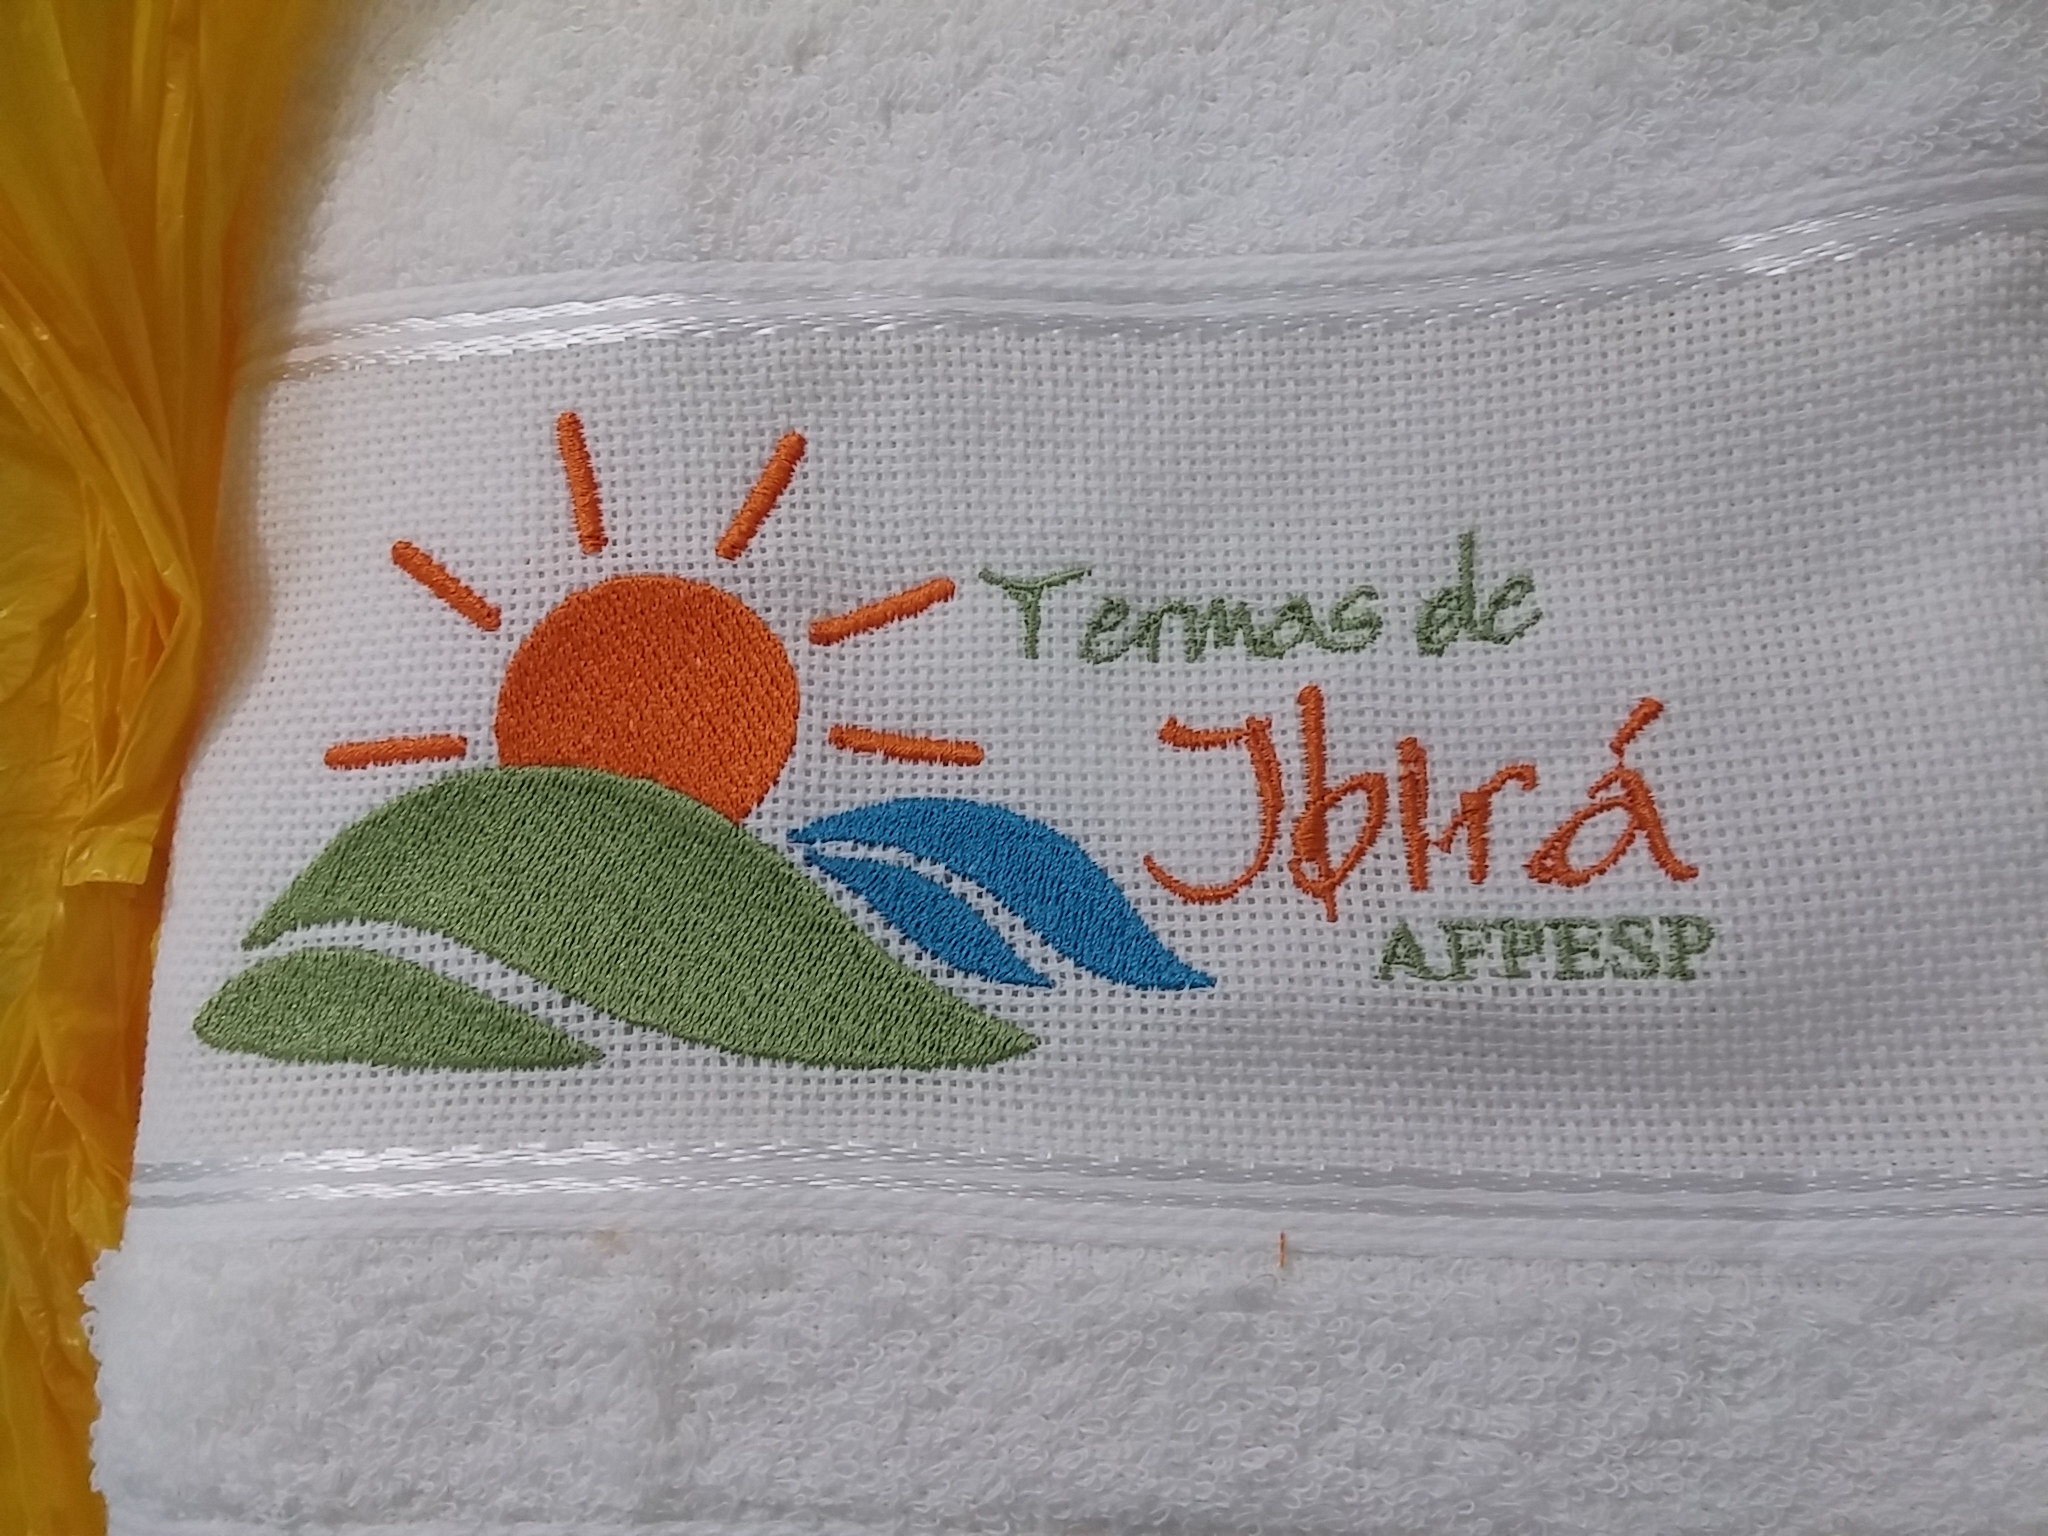 Termas de
Ibirá
AFPESP